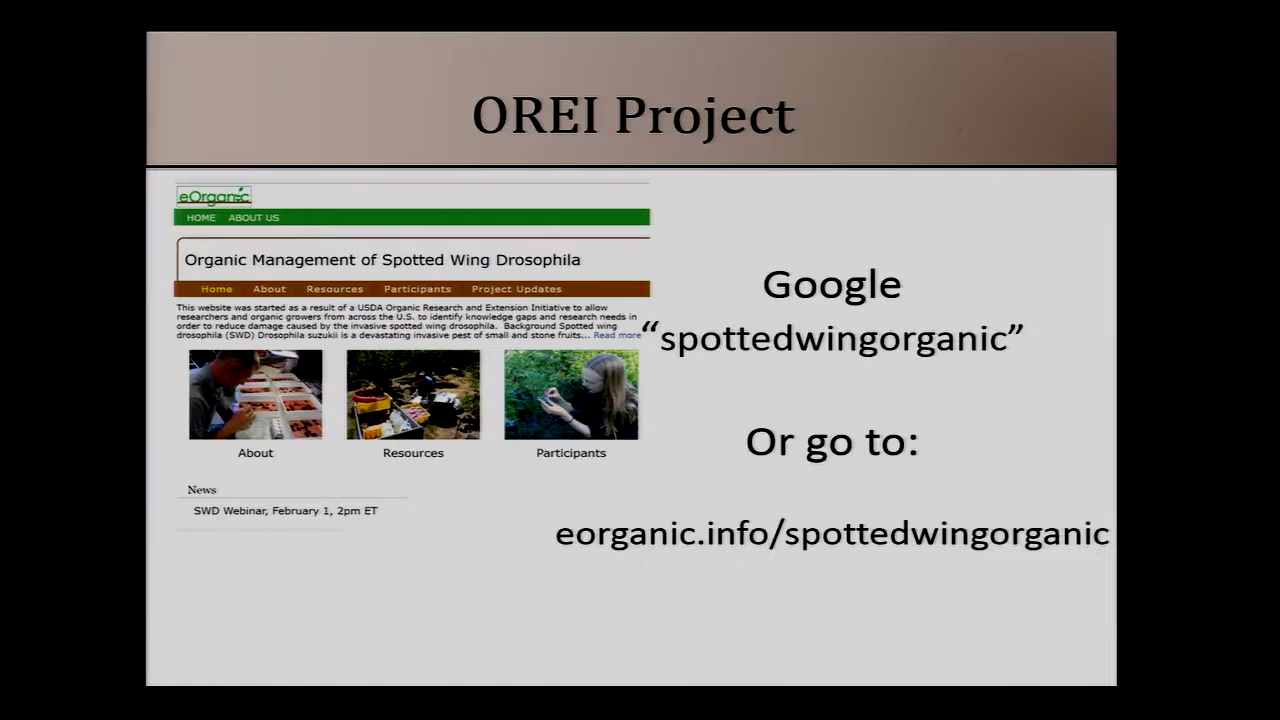 OREI Project
eOrganic
HOME ABOUT US
Organic Management of Spotted Wing Drosophila
Home About Resources Participants Project Updates
This website was started as a result of a USDA Organic Research and Extension Initiative to allow
researchers and organic growers from across the U.S. to identify knowledge gaps and research needs in
order to reduce damage caused by the invasive spotted wing drosophila. Background Spotted wing
drosophila (SWD) Drosophila suzukii is a devastating invasive pest of small and stone fruits... Read more
About Resources Participants
News
SWD Webinar, February 1, 2pm ET
Google
“spottedwingorganic”
Or go to:
eorganic.info/spottedwingorganic